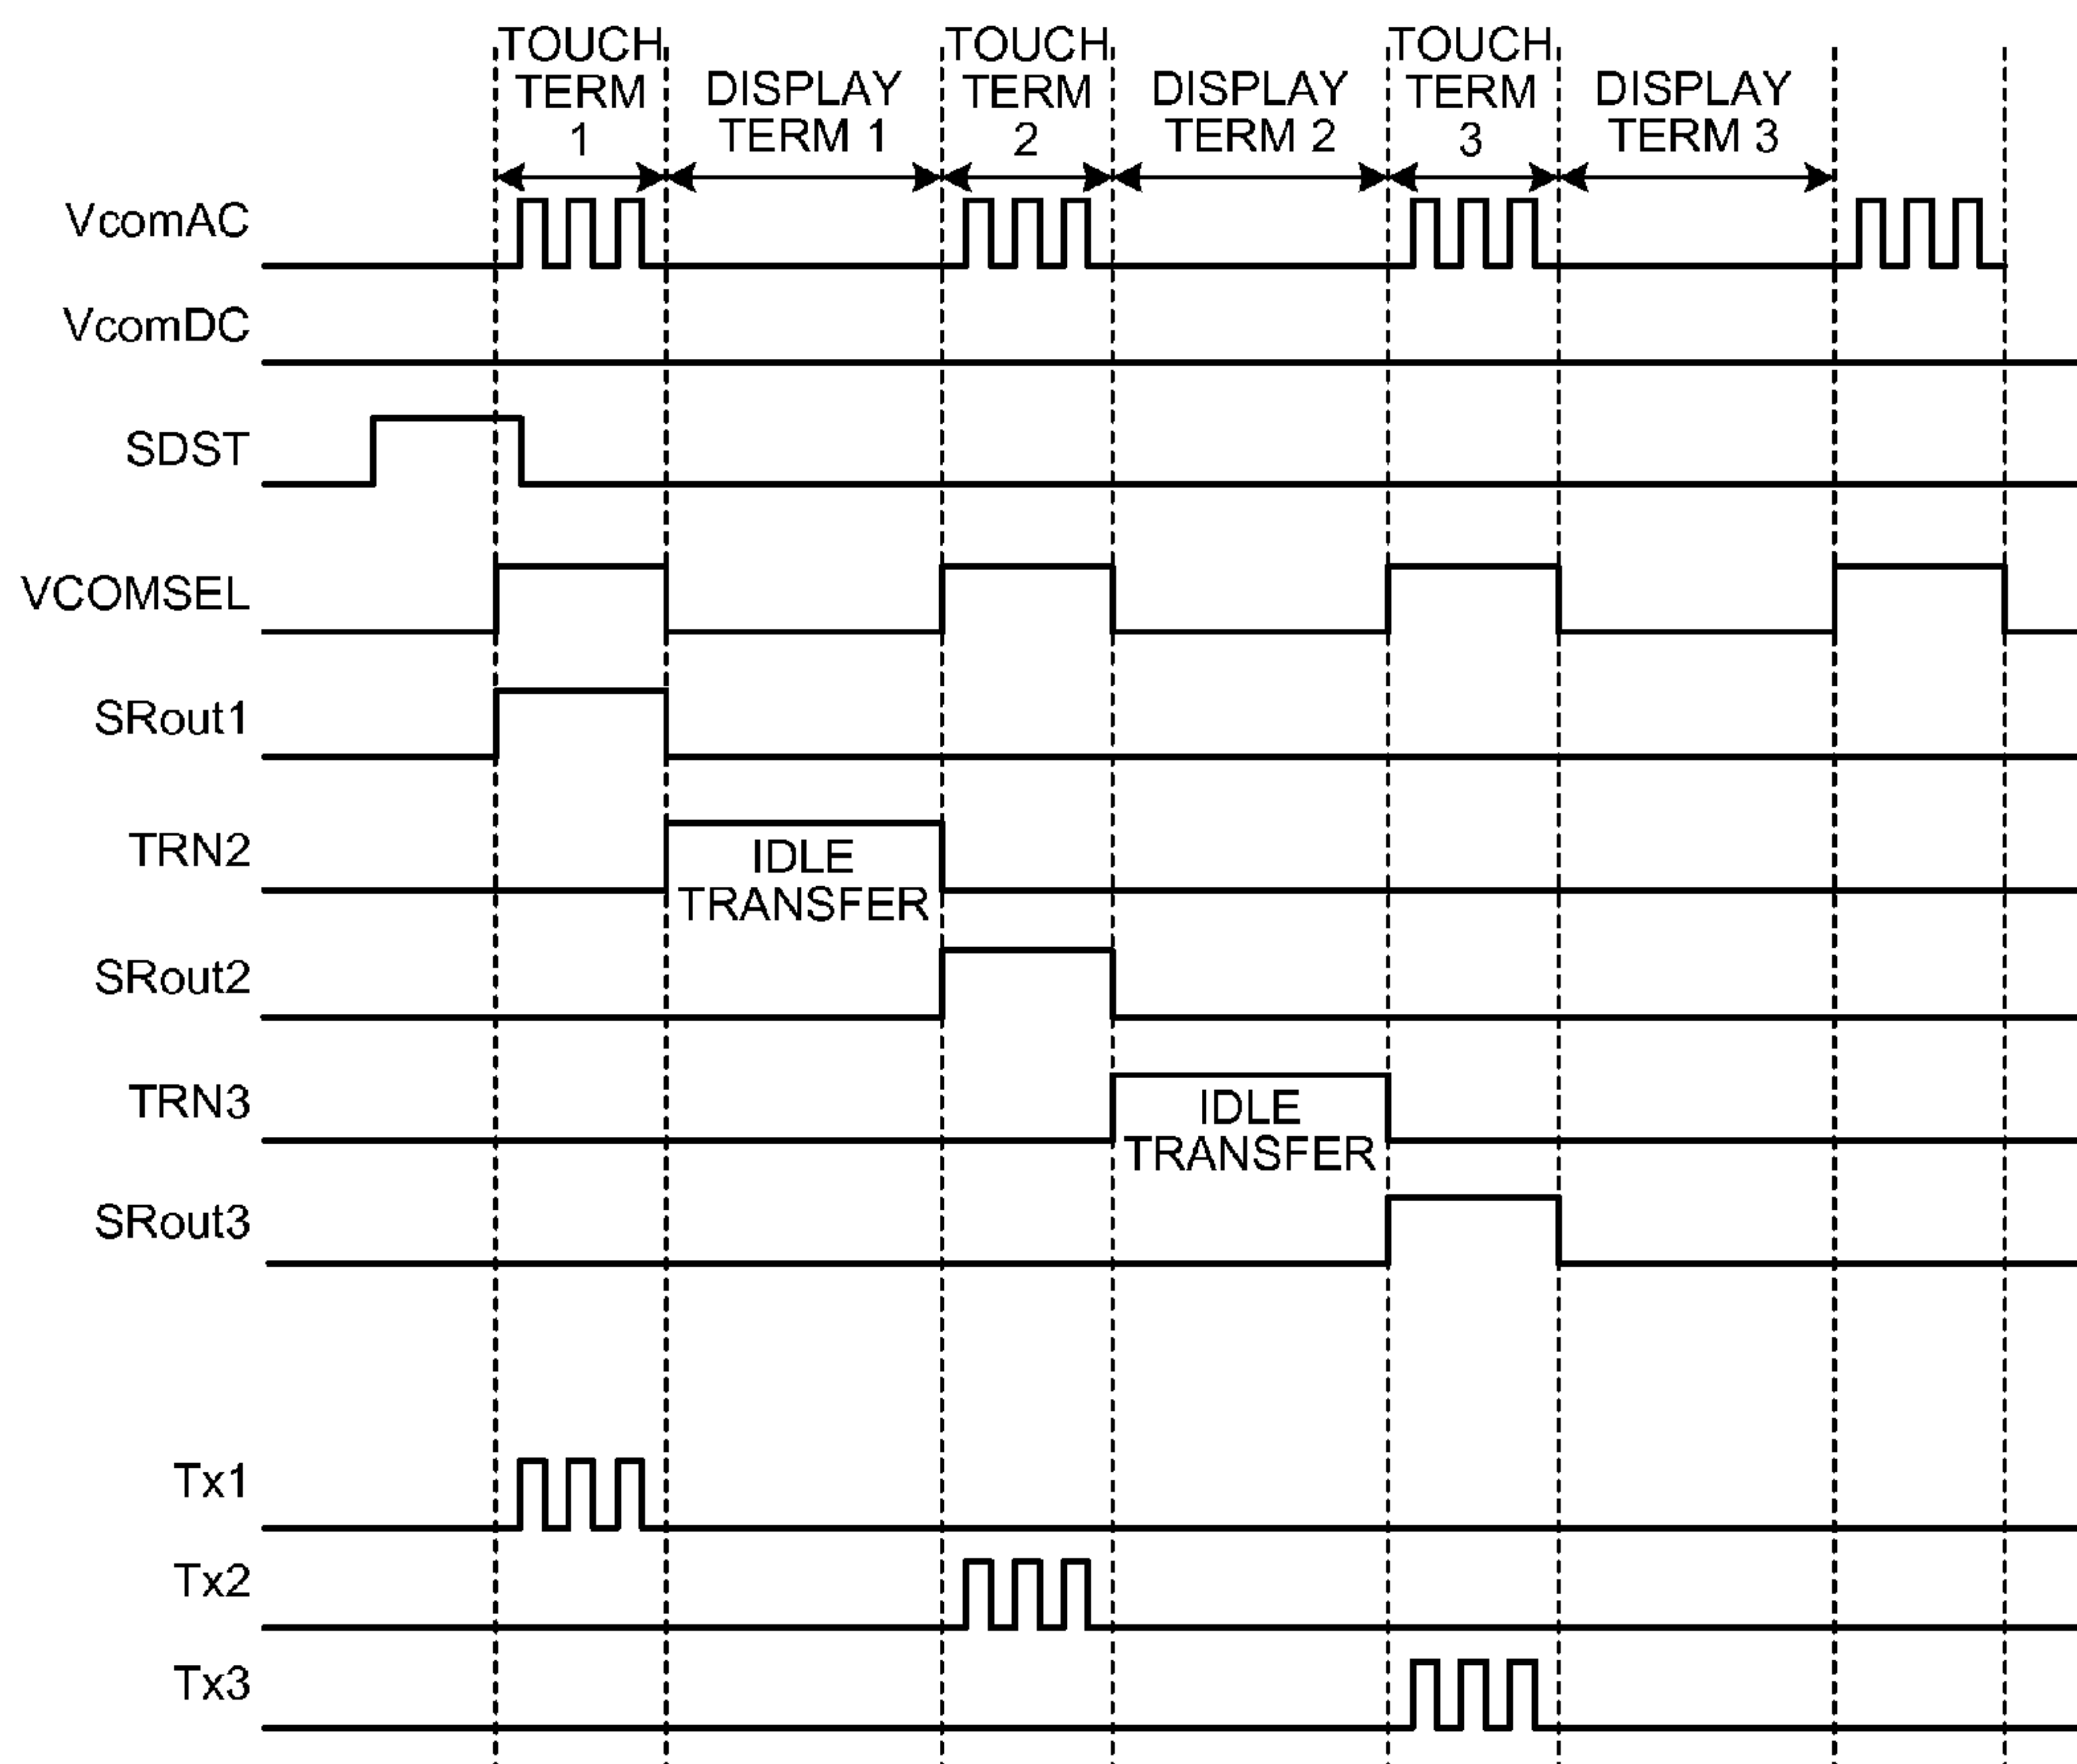 TOUCH
TERM
1
DISPLAY
TERM 1
TOUCH
TERM
2
DISPLAY
TERM 2
TOUCH
TERM
3
DISPLAY
TERM 3
VcomAC
VcomDC
SDST
VCOMSEL
SRout1
TRN2
IDLE
TRANSFER
SRout2
TRN3
IDLE
TRANSFER
SRout3
Tx1
Tx2
Tx3